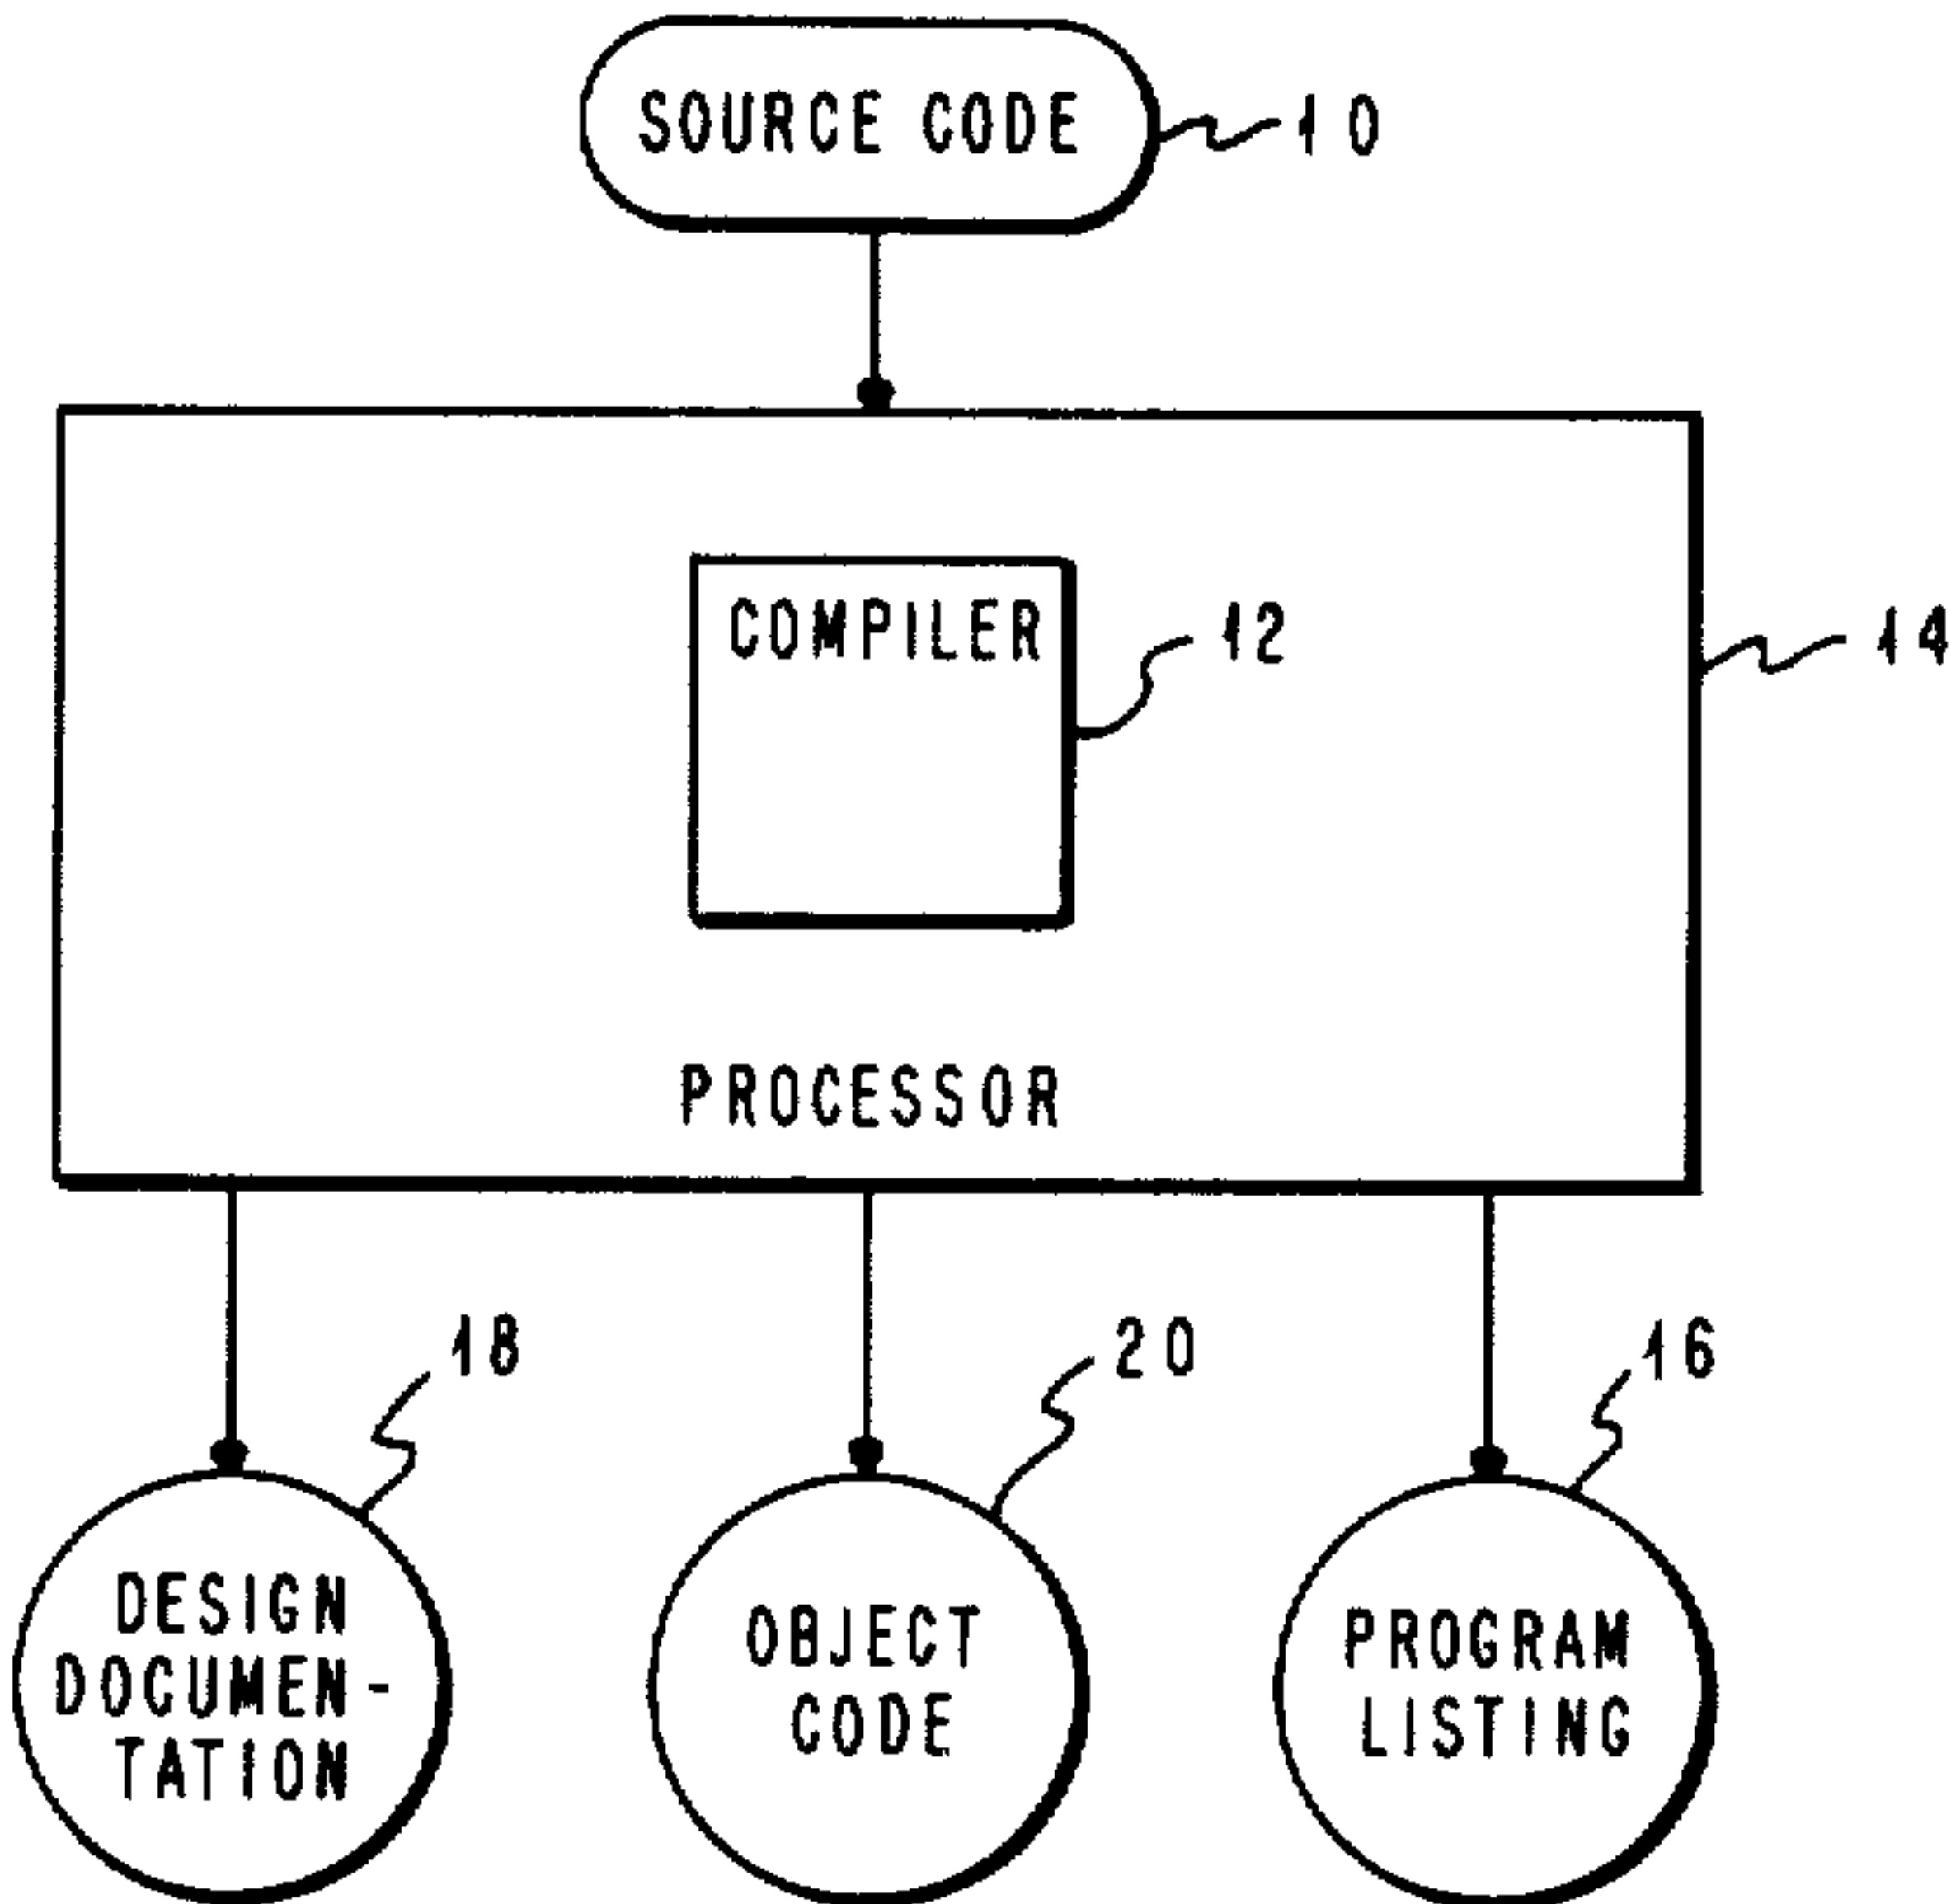 SOURCE CODE
10
COMPILER
12
14
PROCESSOR
18
20
16
DESIGN
DOCUMEN-
TATION
OBJECT
CODE
PROGRAM
LISTING